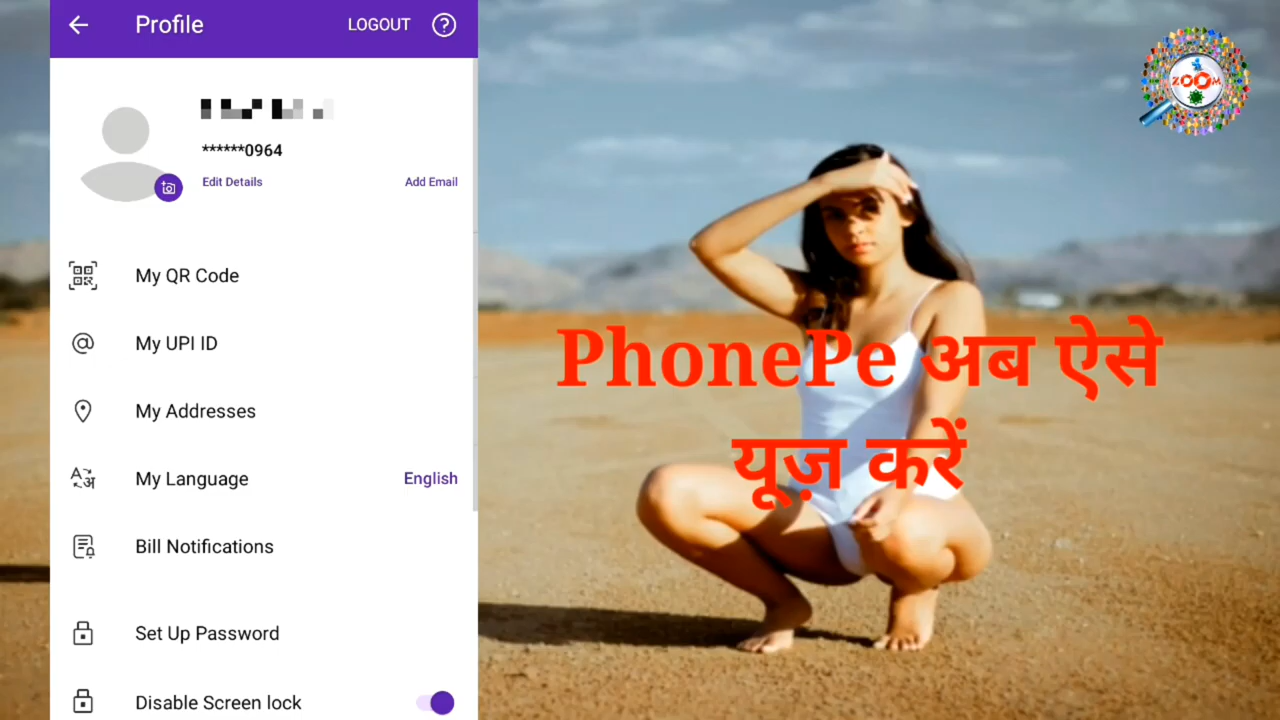 Profile
LOGOUT
******0964
Edit Details
Add Email
My QR Code
My UPI ID
My Addresses
My Language
English
Bill Notifications
Set Up Password
Disable Screen lock
PhonePe अब ऐसे
यूज़ करें
ZOOM